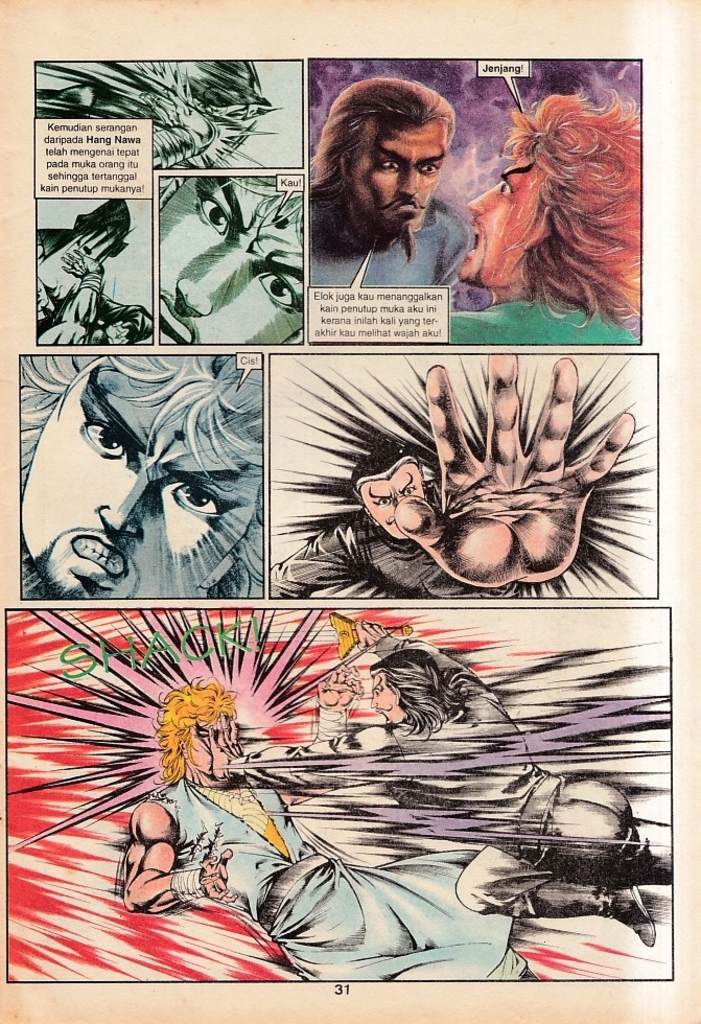 Kemudian serangan
daripada Hang Nawa
telah mengenai tepat
pada muka orang itu
sehingga tertanggal
kain penutup mukanya!
Kau!
Jenjang!
Elok juga kau menanggalkan
kain penutup muka aku ini
kerana inilah kali yang ter-
akhir kau melihat wajah aku!
Cis!
SHACK!
31